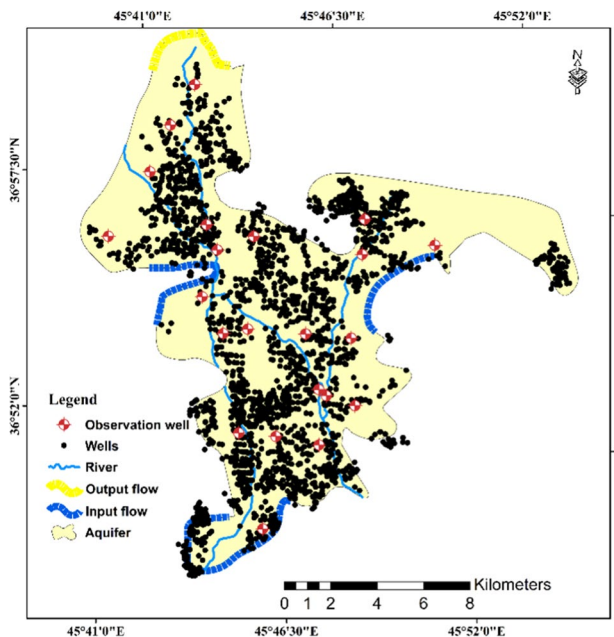 45°41'0"E 45°46'30"E 45°52'0"E
N
36°57'30"N
36°52'0"N
Legend
Observation well
Wells
River
Output flow
Input flow
Aquifer
Kilometers
0 1 2 4 6 8
45°41'0"E 45°46'30"E 45°52'0"E